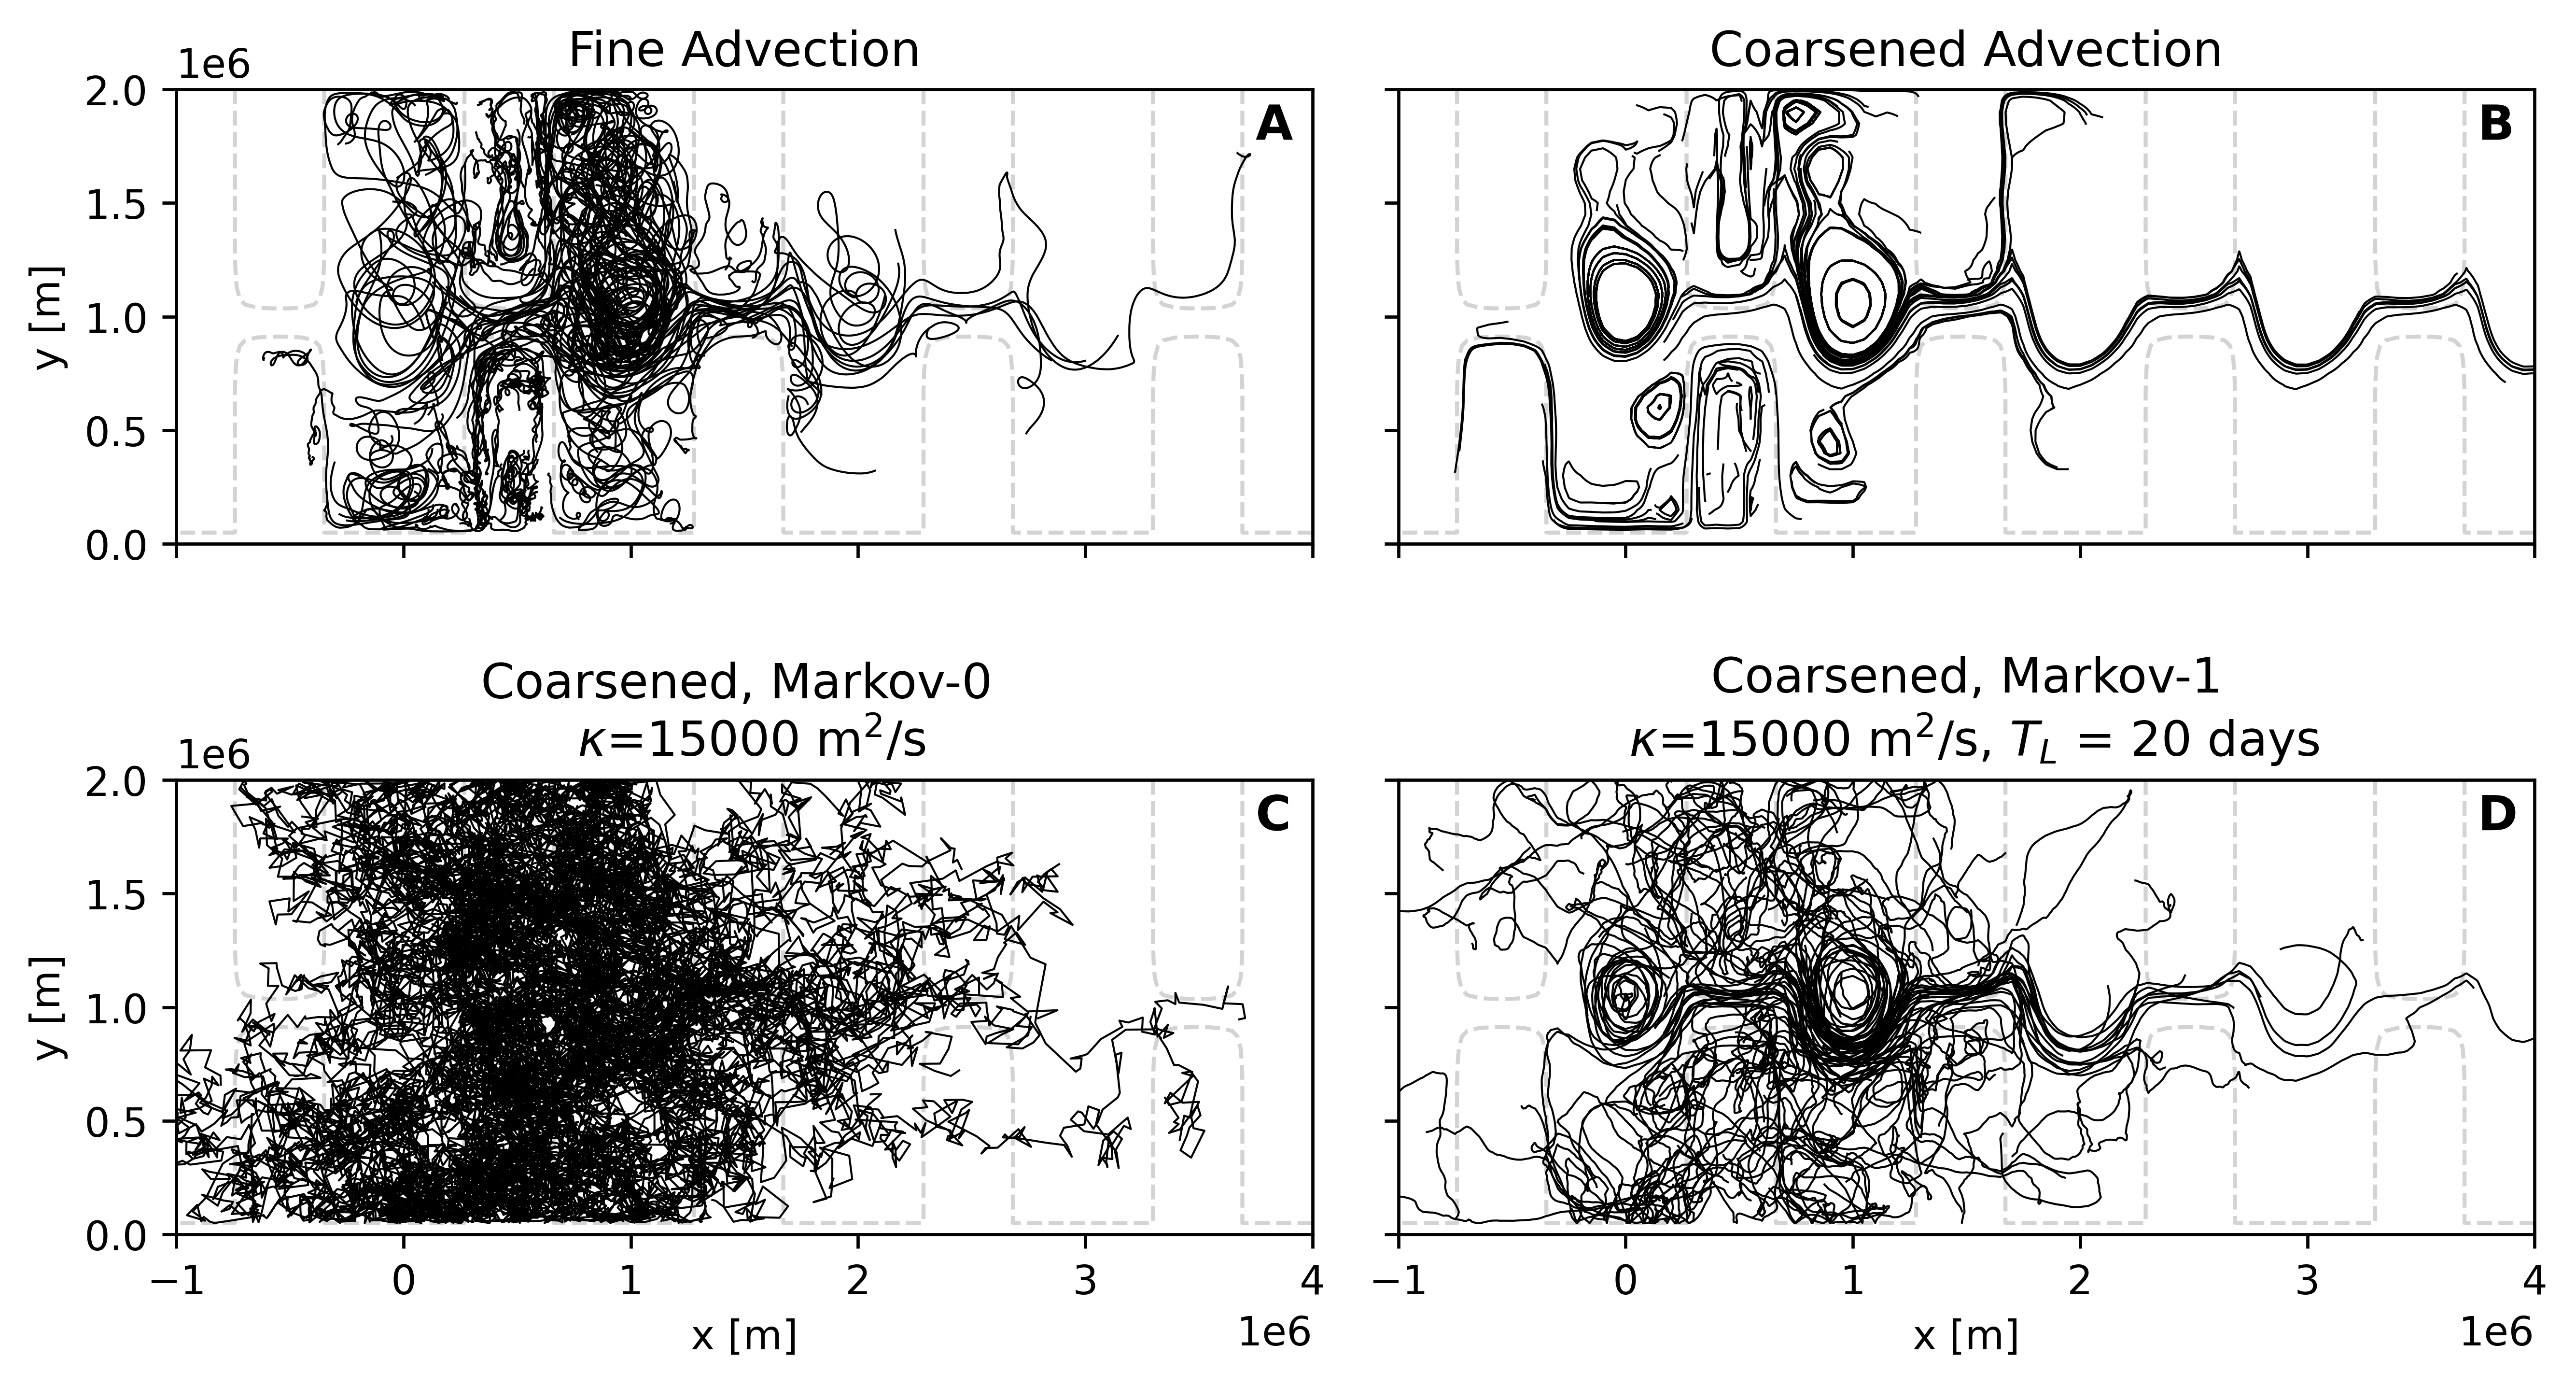 Fine Advection
Coarsened Advection
1e6
A
B
2.0
1.5
1.0
0.5
0.0
y [m]
Coarsened, Markov-0
κ=15000 m²/s
Coarsened, Markov-1
κ=15000 m²/s, T_L = 20 days
1e6
C
D
2.0
1.5
1.0
0.5
0.0
y [m]
−1 0 1 2 3 4
−1 0 1 2 3 4
x [m]
1e6
x [m]
1e6